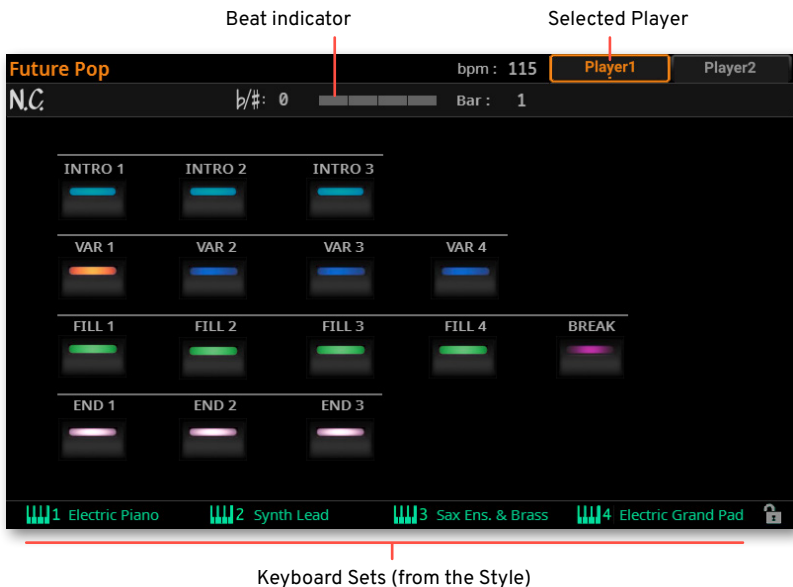 Beat indicator Selected Player
Future Pop bpm: 115 Player1 Player2
N.C. b/#: 0 Bar: 1
INTRO 1 INTRO 2 INTRO 3
VAR 1 VAR 2 VAR 3 VAR 4
FILL 1 FILL 2 FILL 3 FILL 4 BREAK
END 1 END 2 END 3
1 Electric Piano 2 Synth Lead 3 Sax Ens. & Brass 4 Electric Grand Pad
Keyboard Sets (from the Style)